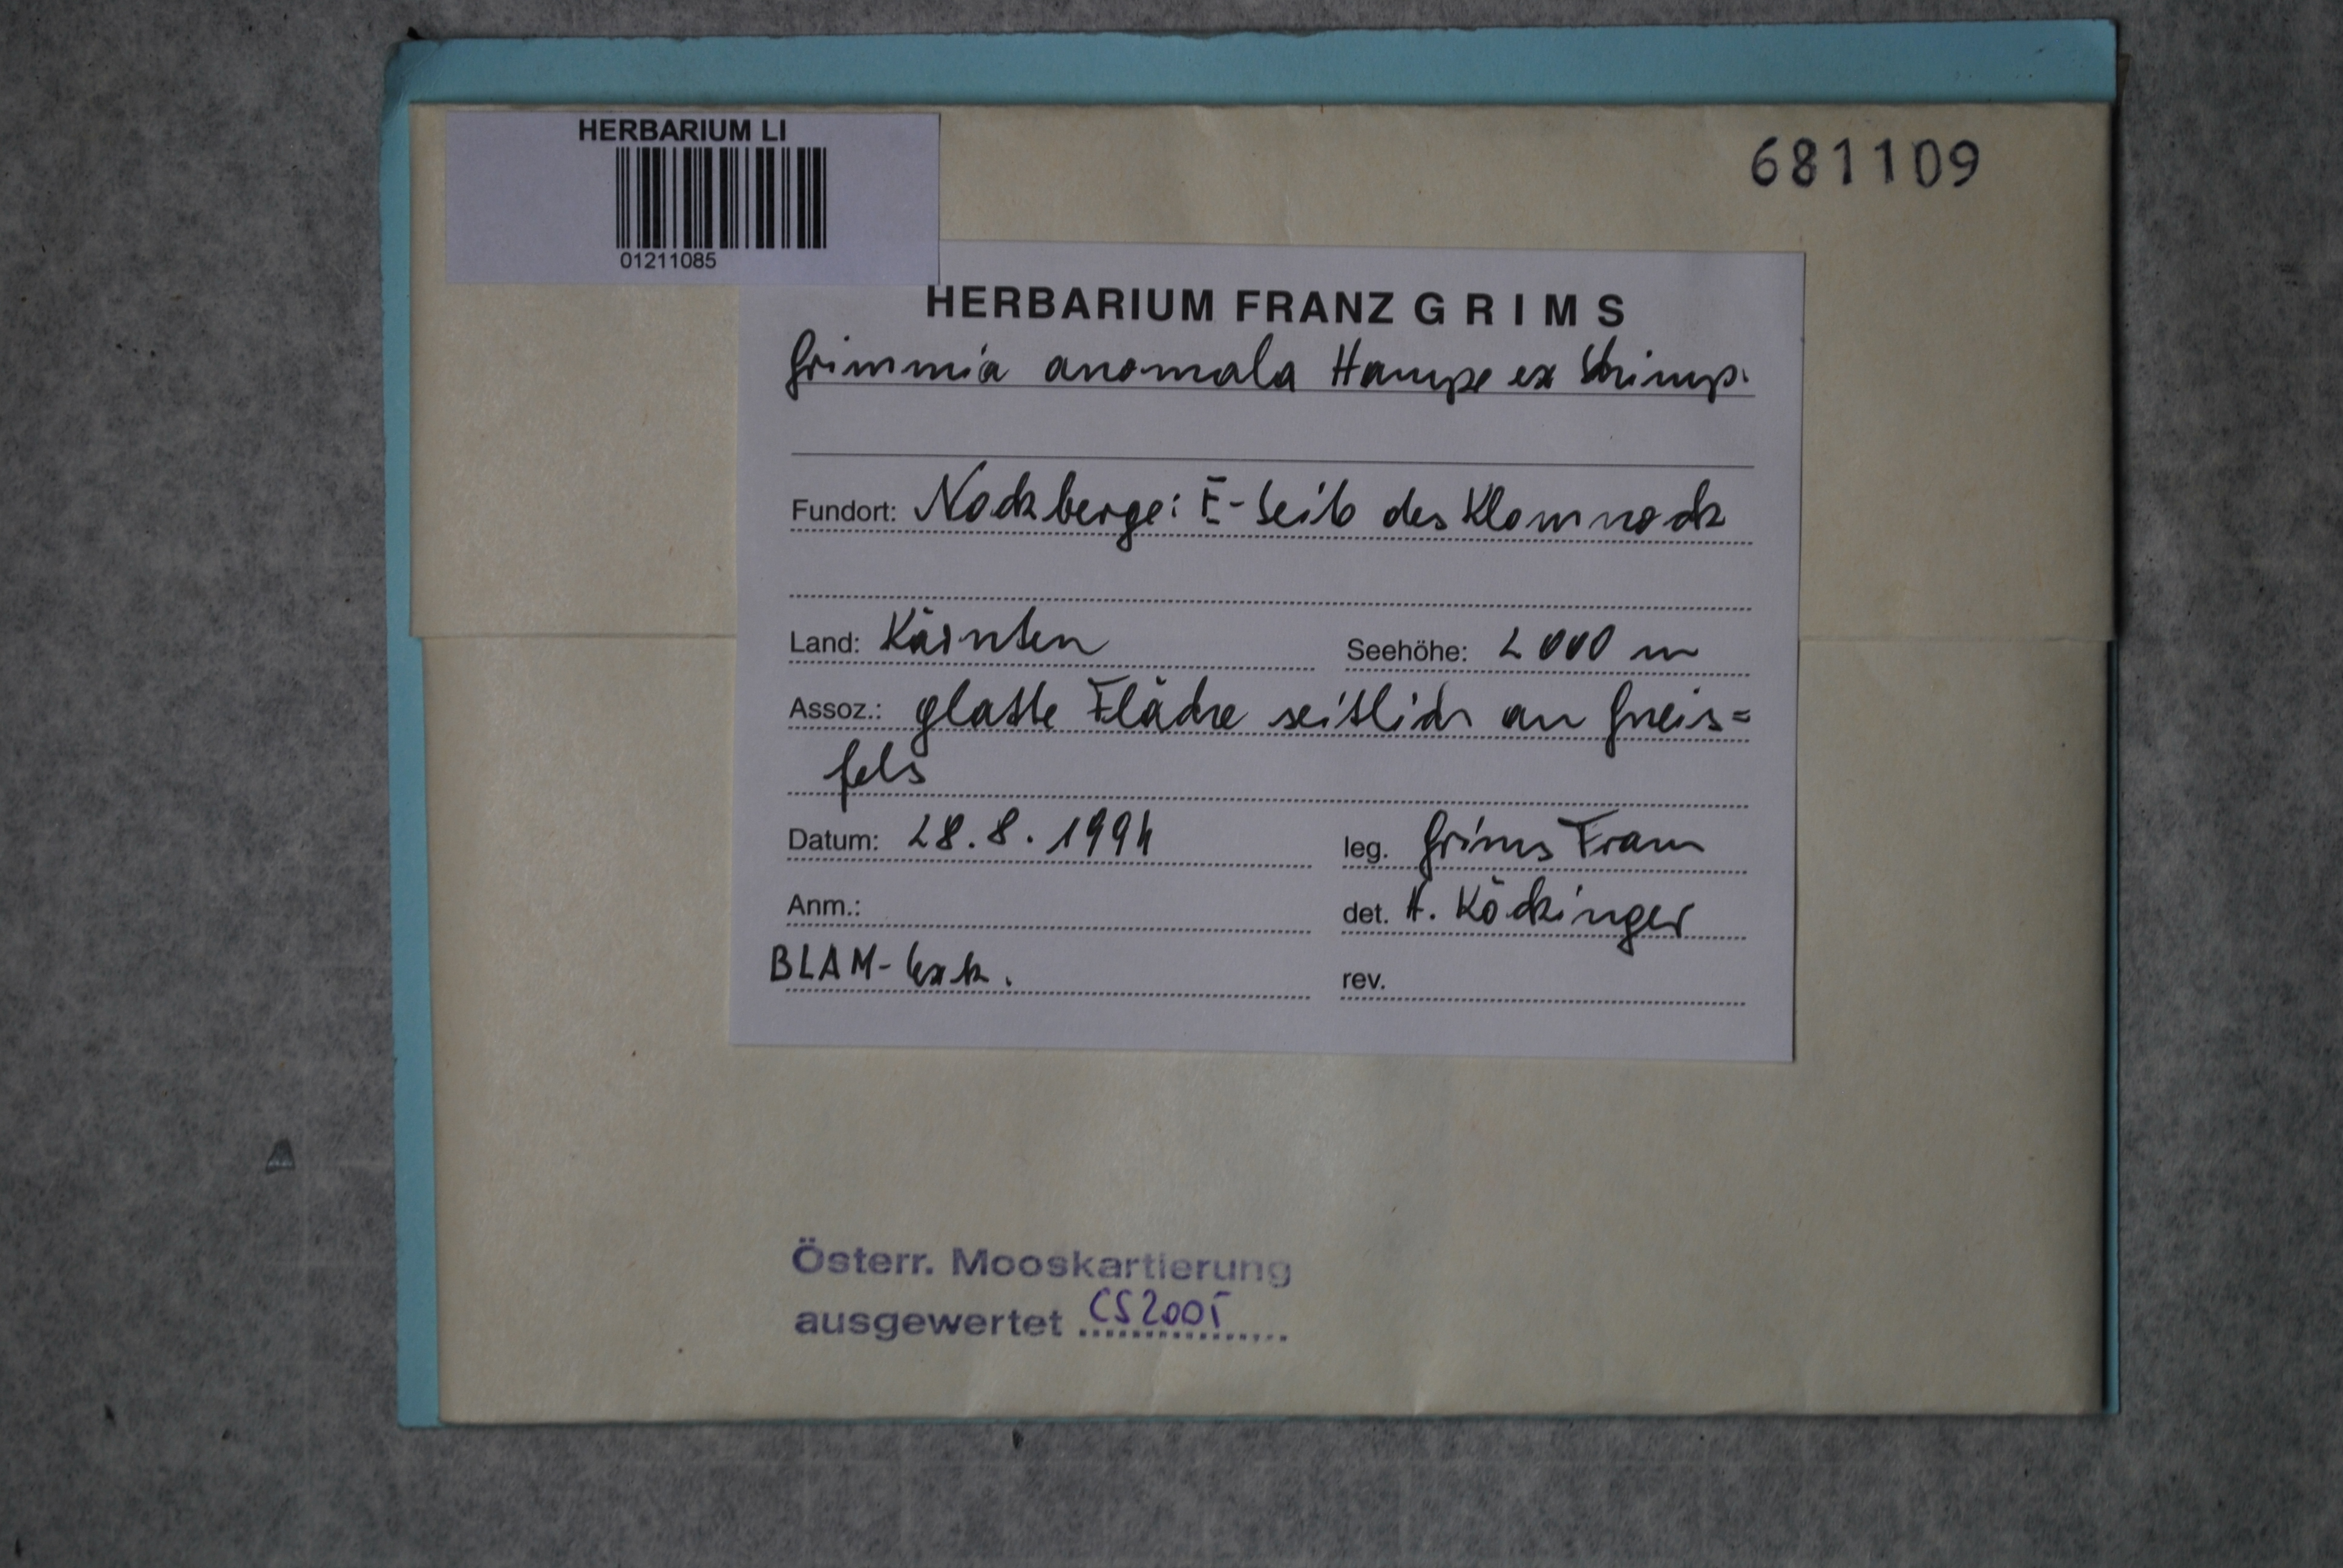 HERBARIUM LI
01211085
681109
HERBARIUM FRANZ GRIMS
Grimmia anomala Hampe ex Schimp.
Fundort: Nockberge: E-Seite des Klomnock
Land: Kärnten Seehöhe: 2000 m
Assoz.: glatte Fläche seitlich an Gneis=
fels
Datum: 28.8.1994 leg. Grims Franz
Anm.: det. H. Köckinger
BLAM-Exk. rev.
Österr. Mooskartierung
ausgewertet CS2005